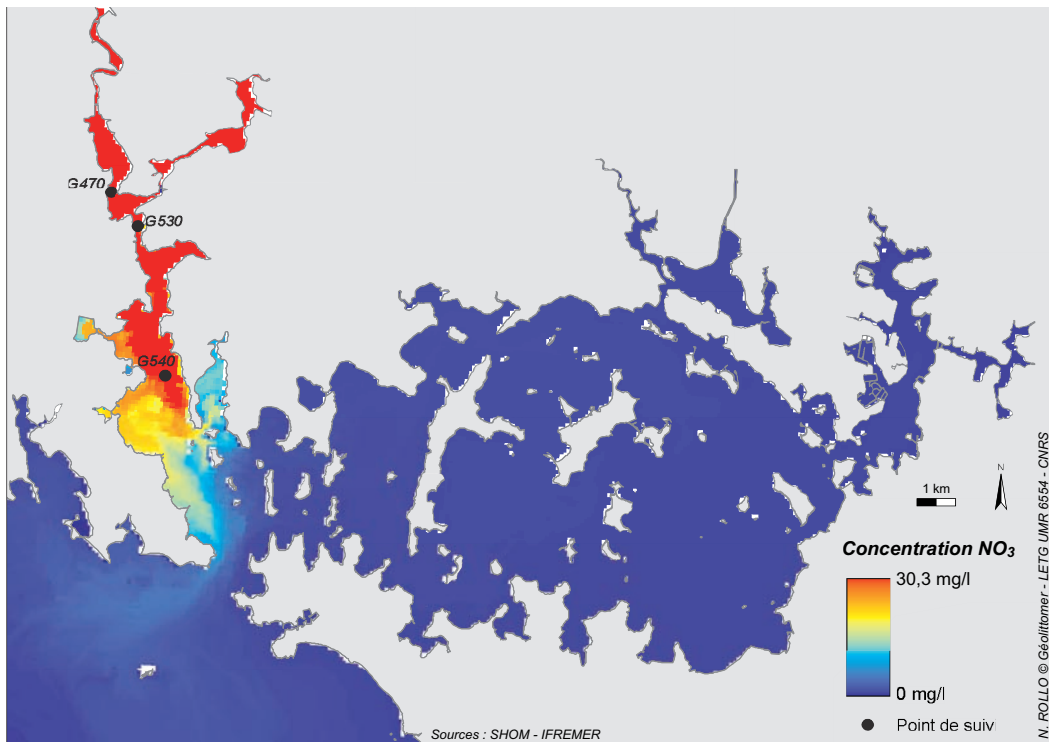 G470
G530
G540
N
1 km
Concentration NO3
30,3 mg/l
0 mg/l
Point de suivi
Sources : SHOM - IFREMER
N. ROLLO © Géolittomer - LETG UMR 6554 - CNRS